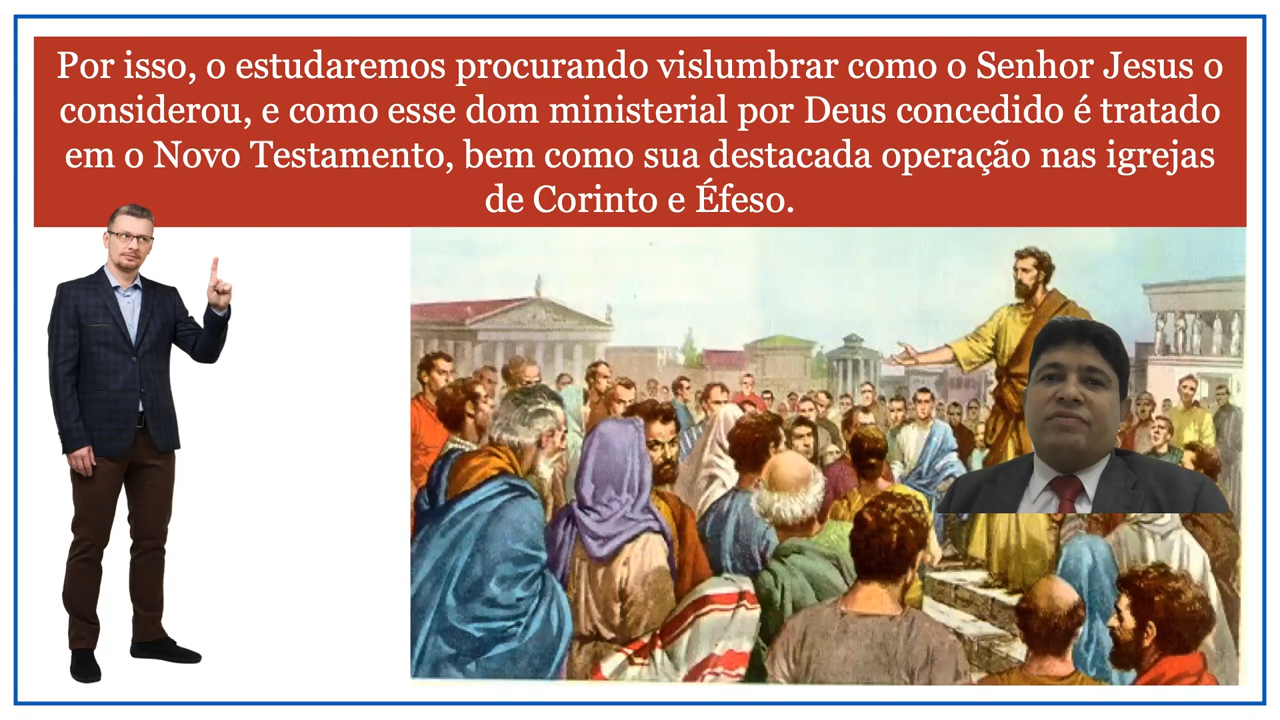 Por isso, o estudaremos procurando vislumbrar como o Senhor Jesus o
considerou, e como esse dom ministerial por Deus concedido é tratado
em o Novo Testamento, bem como sua destacada operação nas igrejas
de Corinto e Éfeso.